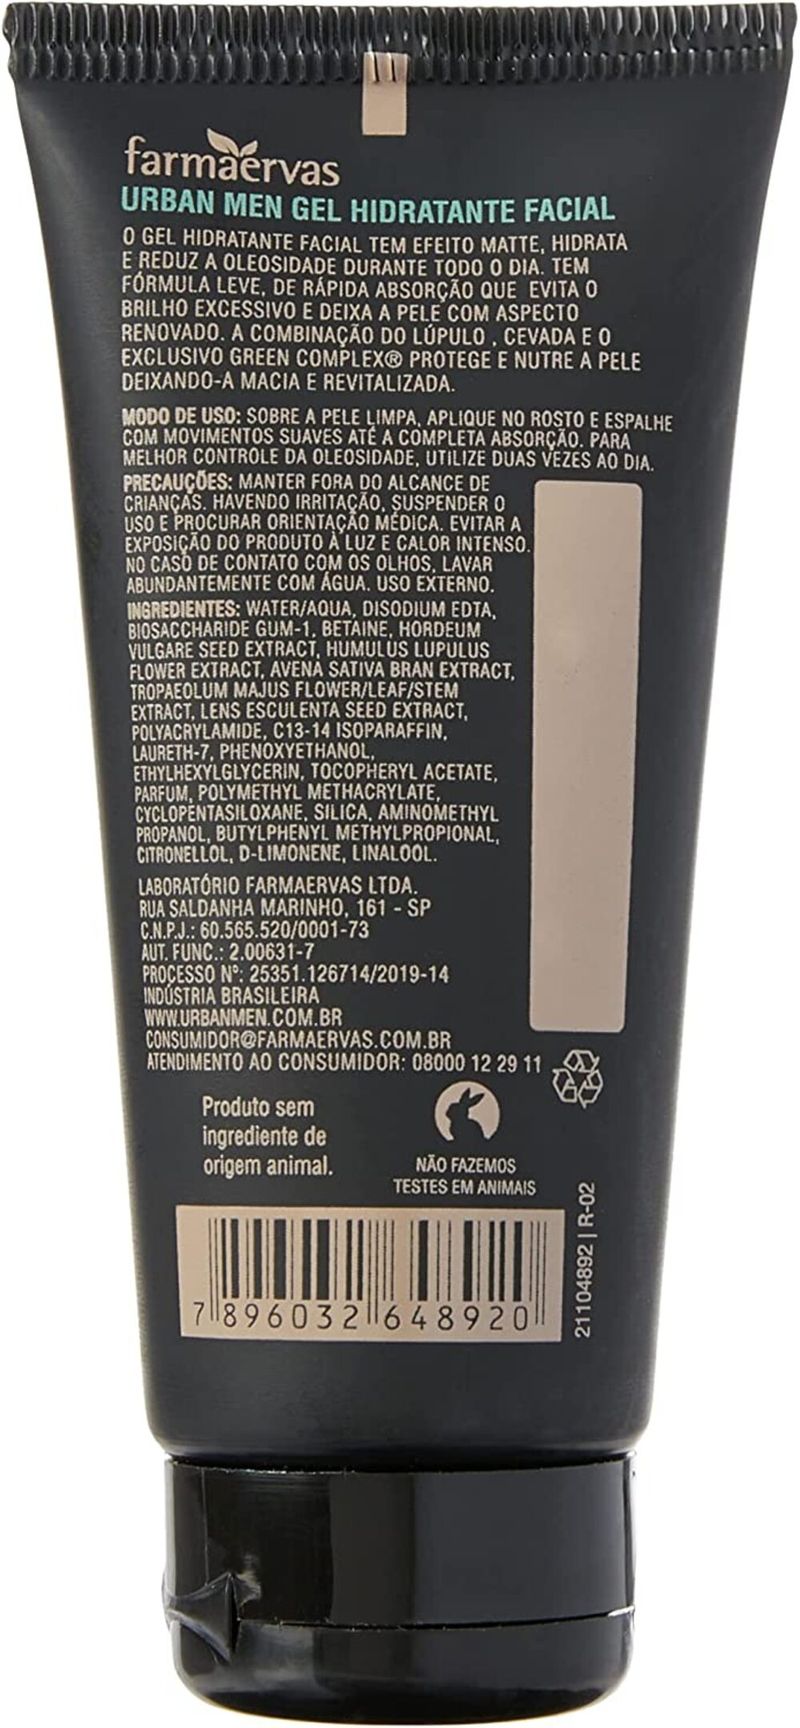 farmaervas
URBAN MEN GEL HIDRATANTE FACIAL
O GEL HIDRATANTE FACIAL TEM EFEITO MATTE, HIDRATA
E REDUZ A OLEOSIDADE DURANTE TODO O DIA. TEM
FÓRMULA LEVE, DE RÁPIDA ABSORÇÃO QUE EVITA O
BRILHO EXCESSIVO E DEIXA A PELE COM ASPECTO
RENOVADO. A COMBINAÇÃO DO LÚPULO , CEVADA E O
EXCLUSIVO GREEN COMPLEX® PROTEGE E NUTRE A PELE
DEIXANDO-A MACIA E REVITALIZADA.
MODO DE USO: SOBRE A PELE LIMPA, APLIQUE NO ROSTO E ESPALHE
COM MOVIMENTOS SUAVES ATÉ A COMPLETA ABSORÇÃO. PARA
MELHOR CONTROLE DA OLEOSIDADE, UTILIZE DUAS VEZES AO DIA.
PRECAUÇÕES: MANTER FORA DO ALCANCE DE
CRIANÇAS. HAVENDO IRRITAÇÃO, SUSPENDER O
USO E PROCURAR ORIENTAÇÃO MÉDICA. EVITAR A
EXPOSIÇÃO DO PRODUTO À LUZ E CALOR INTENSO.
NO CASO DE CONTATO COM OS OLHOS, LAVAR
ABUNDANTEMENTE COM ÁGUA. USO EXTERNO.
INGREDIENTES: WATER/AQUA, DISODIUM EDTA,
BIOSACCHARIDE GUM-1, BETAINE, HORDEUM
VULGARE SEED EXTRACT, HUMULUS LUPULUS
FLOWER EXTRACT, AVENA SATIVA BRAN EXTRACT,
TROPAEOLUM MAJUS FLOWER/LEAF/STEM
EXTRACT, LENS ESCULENTA SEED EXTRACT,
POLYACRYLAMIDE, C13-14 ISOPARAFFIN,
LAURETH-7, PHENOXYETHANOL,
ETHYLHEXYLGLYCERIN, TOCOPHERYL ACETATE,
PARFUM, POLYMETHYL METHACRYLATE,
CYCLOPENTASILOXANE, SILICA, AMINOMETHYL
PROPANOL, BUTYLPHENYL METHYLPROPIONAL,
CITRONELLOL, D-LIMONENE, LINALOOL.
LABORATÓRIO FARMAERVAS LTDA.
RUA SALDANHA MARINHO, 161 - SP
C.N.P.J.: 60.565.520/0001-73
AUT. FUNC.: 2.00631-7
PROCESSO Nº: 25351.126714/2019-14
INDÚSTRIA BRASILEIRA
WWW.URBANMEN.COM.BR
CONSUMIDOR@FARMAERVAS.COM.BR
ATENDIMENTO AO CONSUMIDOR: 08000 12 29 11
Produto sem
ingrediente de
origem animal.
NÃO FAZEMOS
TESTES EM ANIMAIS
7 896032 648920
21104892 | R-02